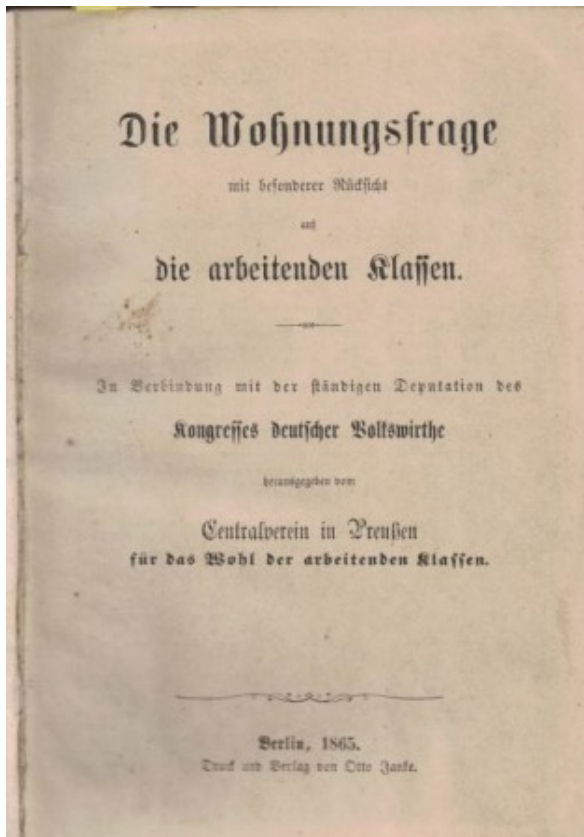 Die Wohnungsfrage
mit besonderer Rücksicht
auf
die arbeitenden Klassen.
In Verbindung mit der ständigen Deputation des
Kongresses deutscher Volkswirthe
herausgegeben vom
Centralverein in Preußen
für das Wohl der arbeitenden Klassen.
Berlin, 1865.
Druck und Verlag von Otto Janke.